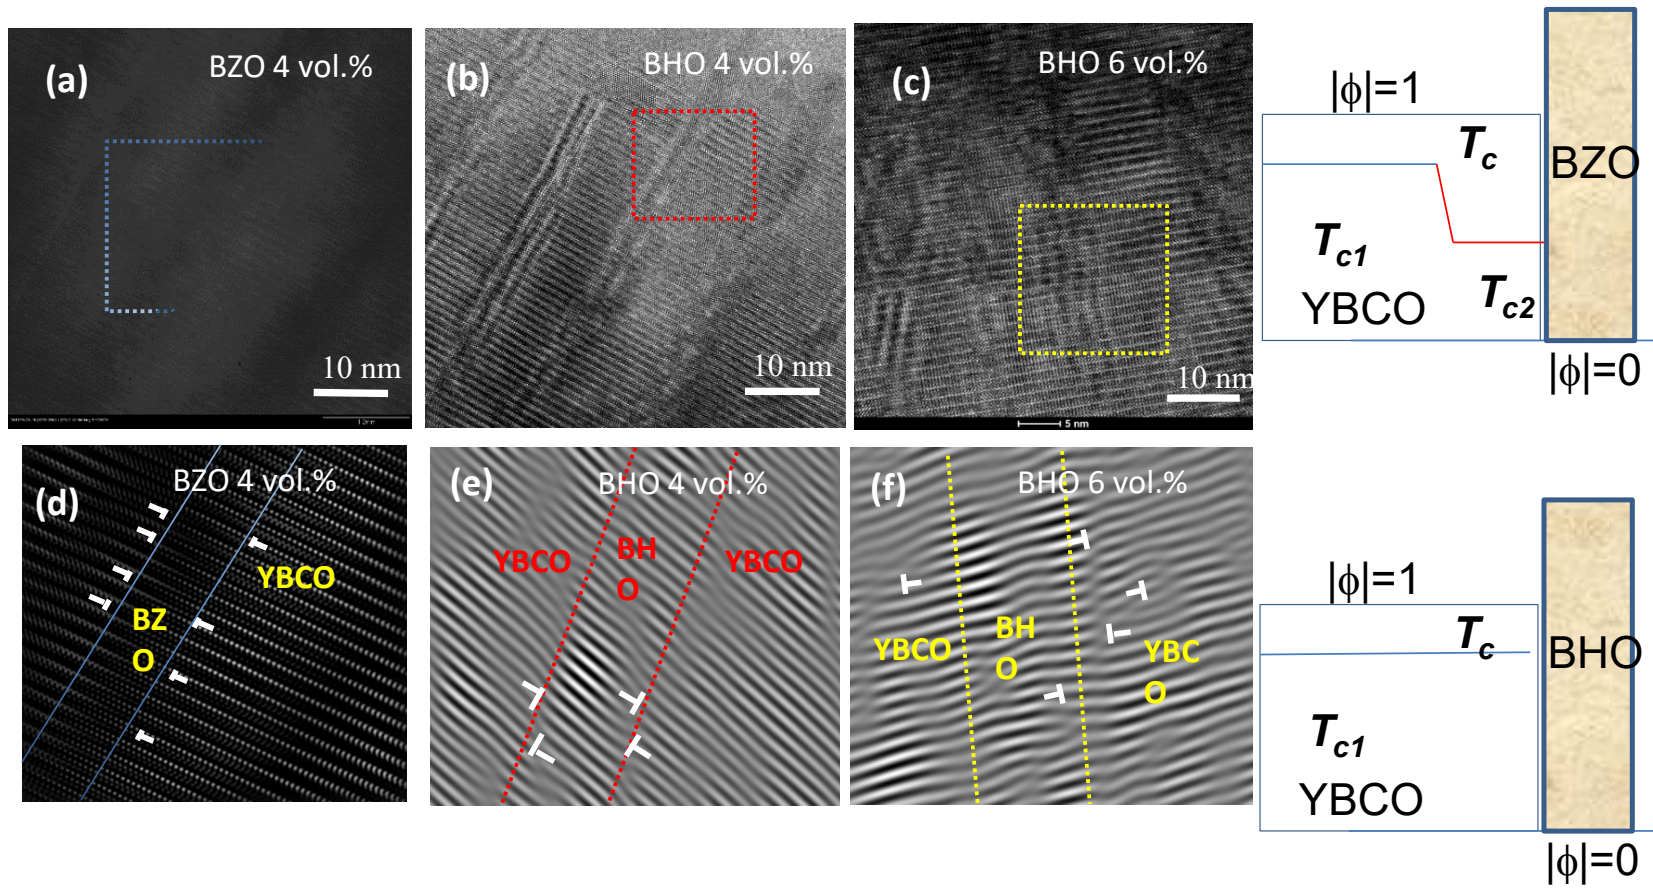 (a)
BZO 4 vol.%
10 nm
(b)
BHO 4 vol.%
10 nm
(c)
BHO 6 vol.%
10 nm
5 nm
|ϕ|=1
Tc
BZO
Tc1
YBCO
Tc2
|ϕ|=0
(d)
BZO 4 vol.%
YBCO
BZ
O
(e)
BHO 4 vol.%
YBCO
BH
O
YBCO
(f)
BHO 6 vol.%
YBCO
BH
O
YBC
O
|ϕ|=1
Tc
BHO
Tc1
YBCO
|ϕ|=0